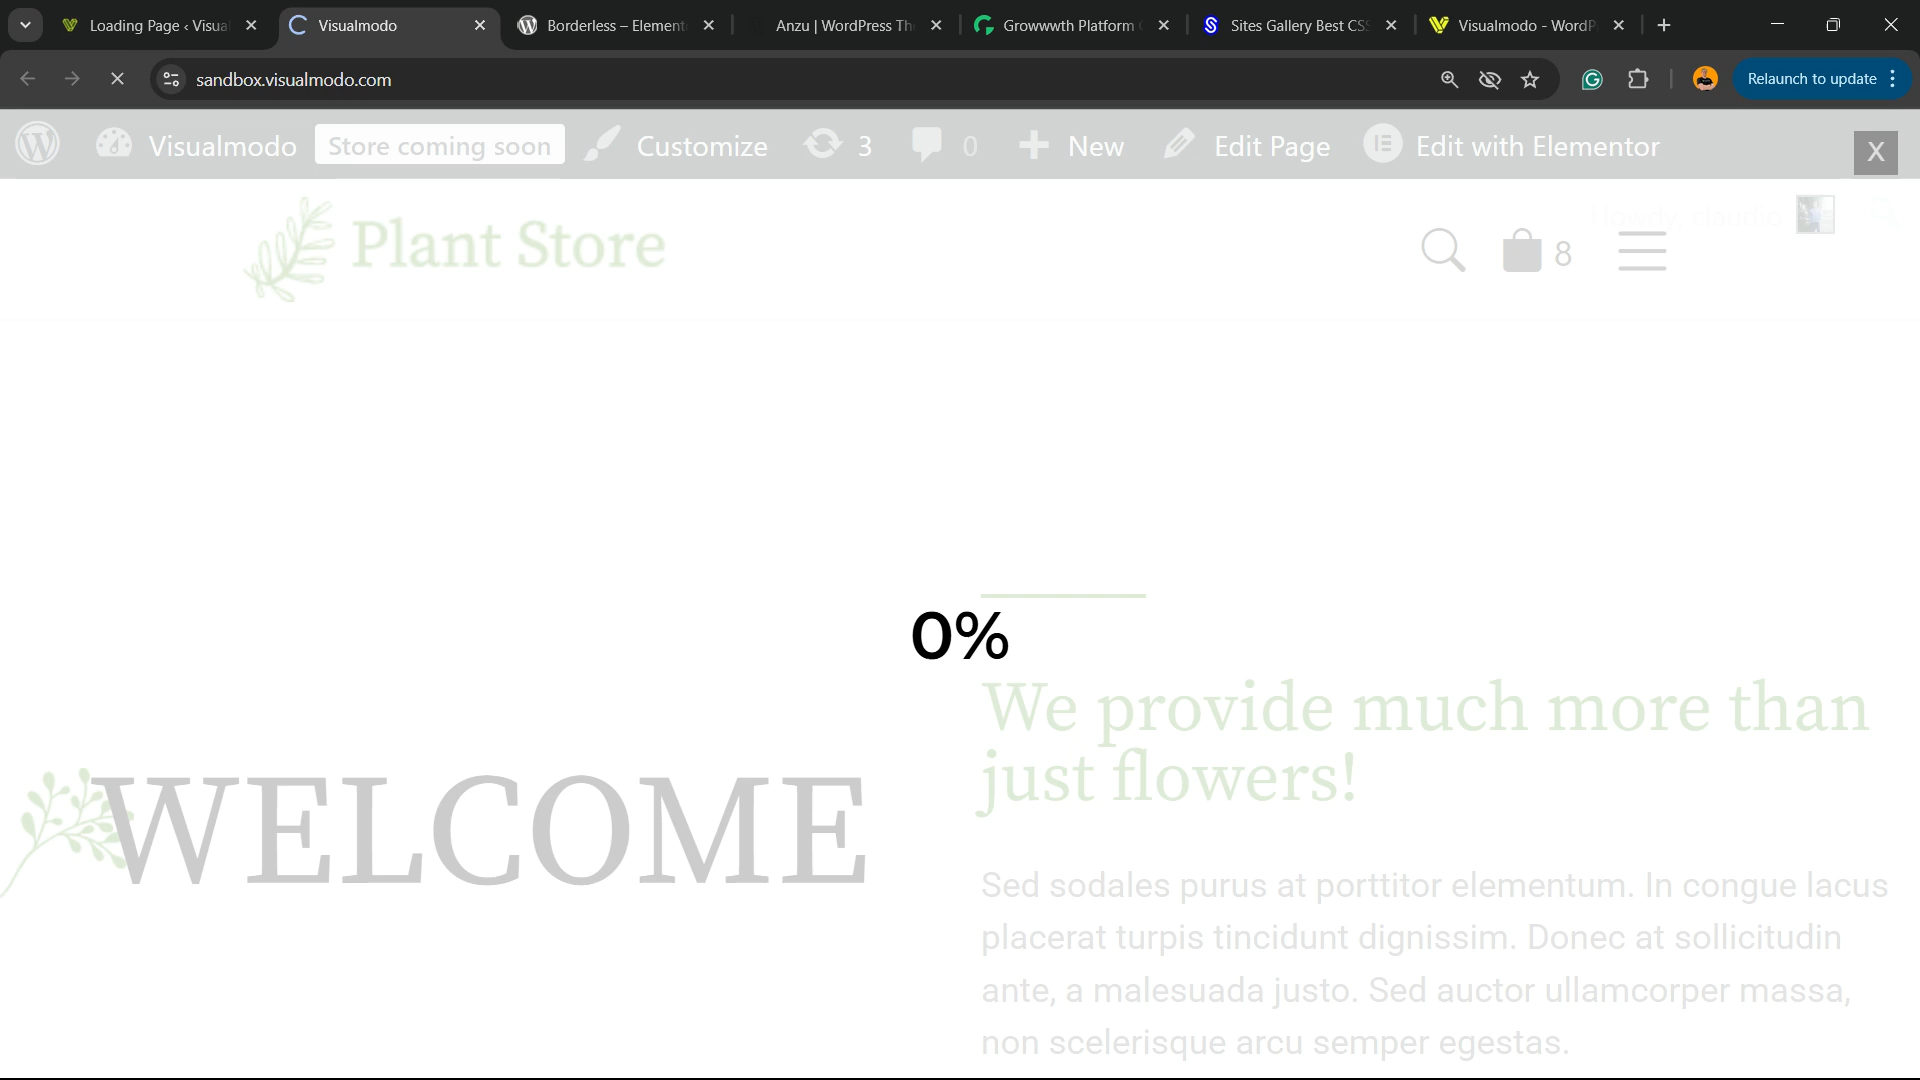 Loading Page ‹ Visua
Visualmodo
Borderless – Element
Anzu | WordPress Th
Growwwth Platform
Sites Gallery Best CSS
Visualmodo - WordP
sandbox.visualmodo.com
Relaunch to update
Visualmodo
Store coming soon
Customize
3
0
New
Edit Page
Edit with Elementor
X
Plant Store
8
0%
We provide much more than
just flowers!
WELCOME
Sed sodales purus at porttitor elementum. In congue lacus
placerat turpis tincidunt dignissim. Donec at sollicitudin
ante, a malesuada justo. Sed auctor ullamcorper massa,
non scelerisque arcu semper egestas.